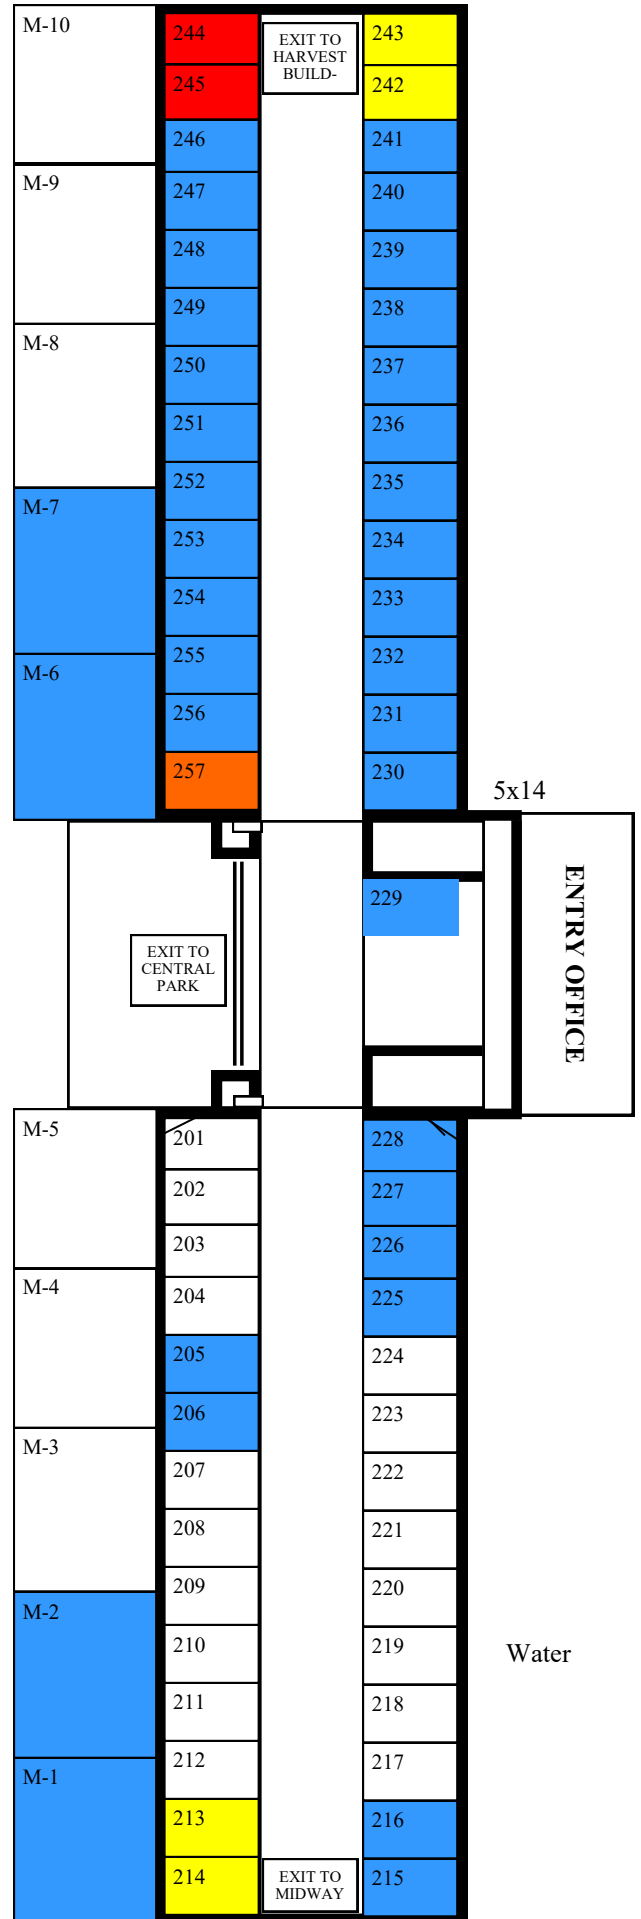 M-10
244
EXIT TO
HARVEST
BUILD-
243
245
242
246
241
M-9
247
240
248
239
249
238
M-8
250
237
251
236
252
235
M-7
253
234
254
233
255
232
M-6
256
231
257
230
5x14
229
ENTRY OFFICE
EXIT TO
CENTRAL
PARK
M-5
201
228
202
227
203
226
M-4
204
225
205
224
206
223
M-3
207
222
208
221
209
220
M-2
210
219
Water
211
218
212
217
M-1
213
216
214
EXIT TO
MIDWAY
215